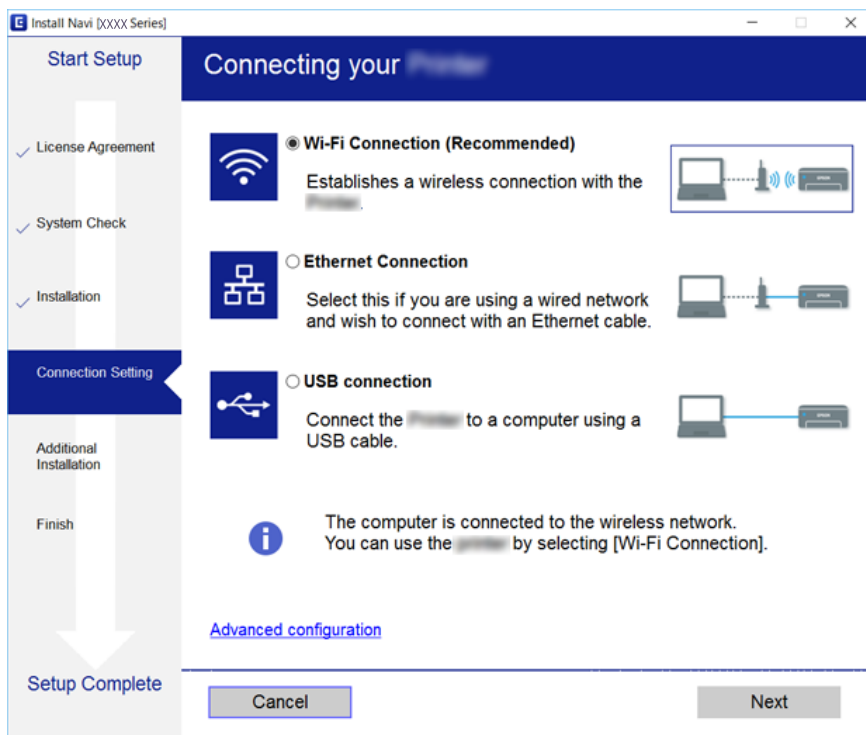 E Install Navi [XXXX Series]
Start Setup
License Agreement
System Check
Installation
Connection Setting
Additional
Installation
Finish
Setup Complete
Connecting your
Wi-Fi Connection (Recommended)
Establishes a wireless connection with the
.
Ethernet Connection
Select this if you are using a wired network
and wish to connect with an Ethernet cable.
USB connection
Connect the to a computer using a
USB cable.
The computer is connected to the wireless network.
You can use the by selecting [Wi-Fi Connection].
Advanced configuration
Cancel
Next